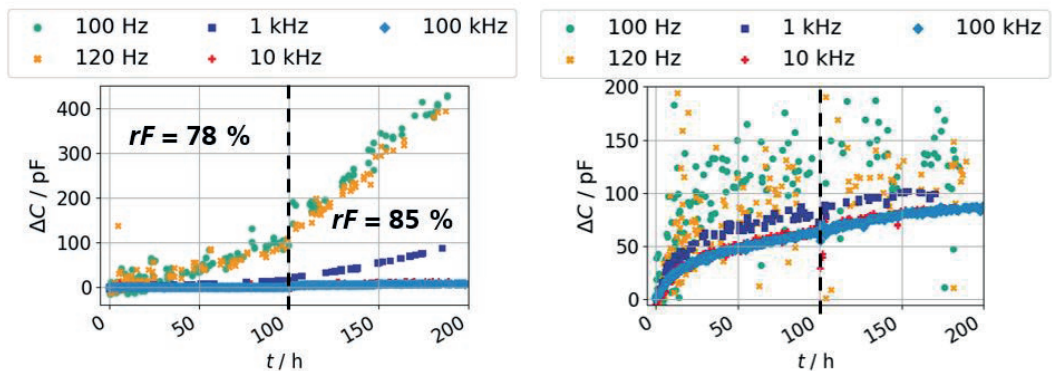 100 Hz 1 kHz 100 kHz
120 Hz 10 kHz
400
300
200
100
0
ΔC / pF
rF = 78 %
rF = 85 %
0 50 100 150 200
t / h
100 Hz 1 kHz 100 kHz
120 Hz 10 kHz
200
150
100
50
0
ΔC / pF
0 50 100 150 200
t / h